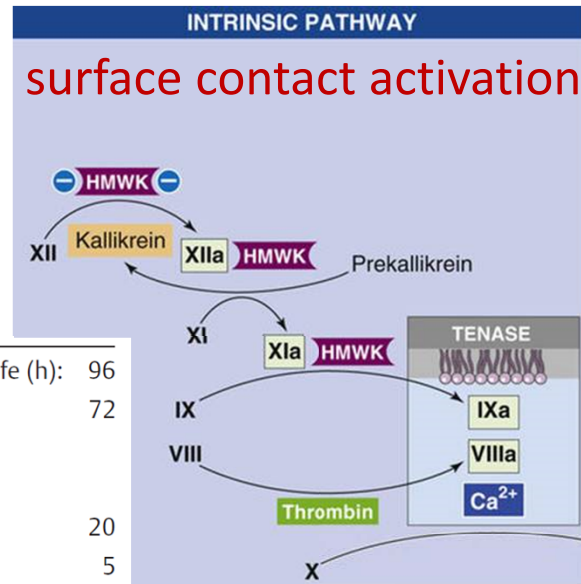 INTRINSIC PATHWAY
surface contact activation
− HMWK −
XII Kallikrein XIIa HMWK
Prekallikrein
XI
XIa HMWK
TENASE
fe (h): 96
72
IX IXa
VIII VIIIa
Thrombin Ca²⁺
20
5
X